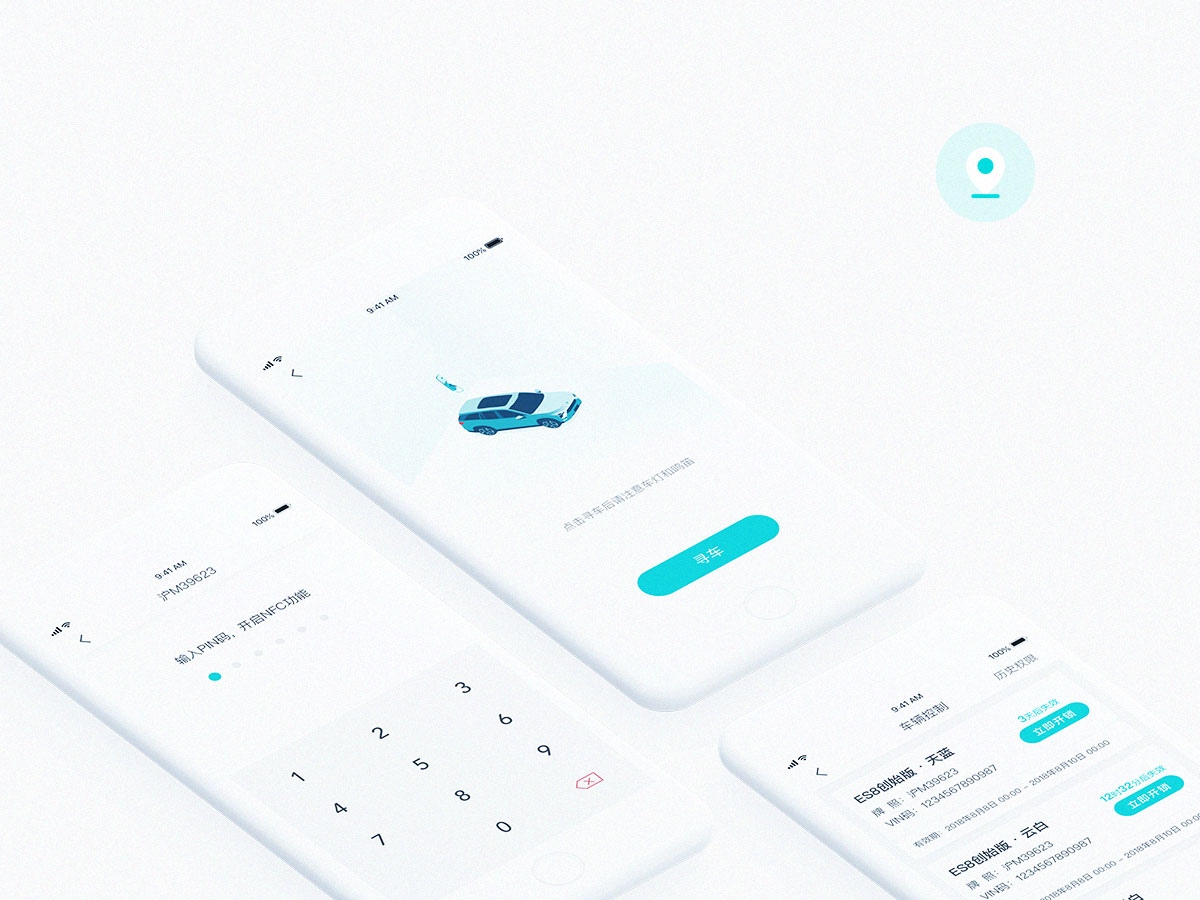 100%
9:41 AM
点击寻车后请注意车灯和鸣笛
寻车
100%
9:41 AM
沪M39623
输入PIN码，开启NFC功能
1 2 3
4 5 6
7 8 9
0
100%
9:41 AM
车辆控制
历史权限
ES8创始版 · 天蓝
3天后失效
牌 照：沪M39623
立即开锁
VIN码：1234567890987
有效期：2018年8月8日 00:00 - 2018年8月10日 00:00
ES8创始版 · 云白
12时32分后失效
牌 照：沪M39623
立即开锁
VIN码：1234567890987
2018年8月8日 00:00 - 2018年8月10日 00:00